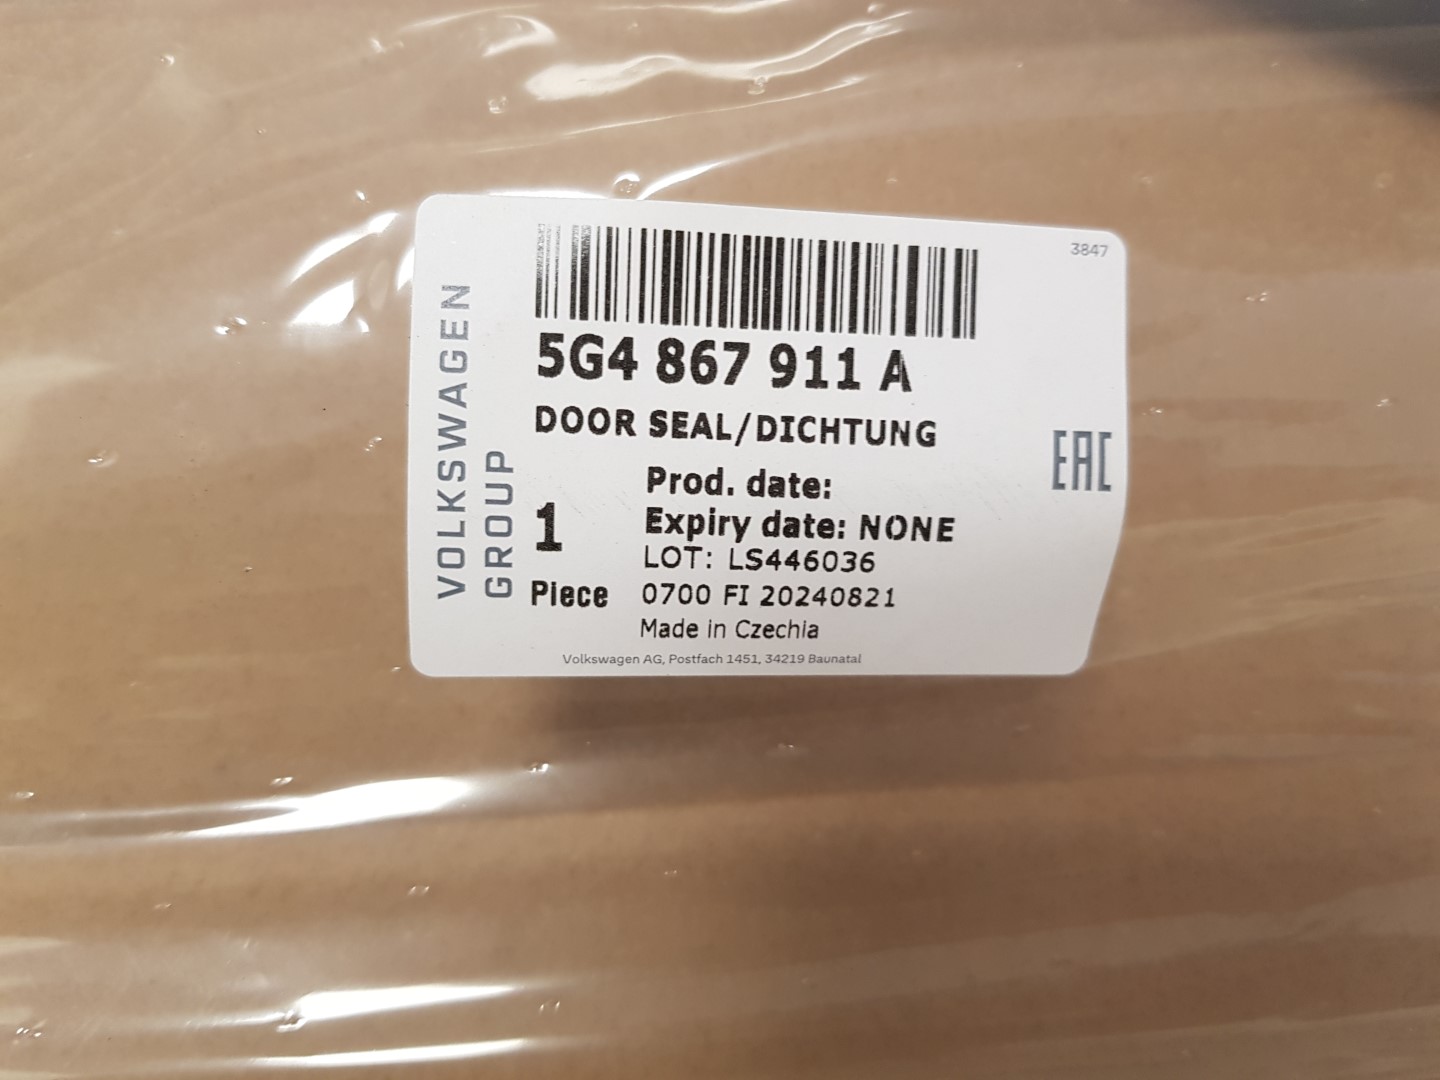 VOLKSWAGEN
GROUP
3847
5G4 867 911 A
DOOR SEAL/DICHTUNG
EAC
Prod. date:
1
Expiry date: NONE
LOT: LS446036
Piece
0700 FI 20240821
Made in Czechia
Volkswagen AG, Postfach 1451, 34219 Baunatal